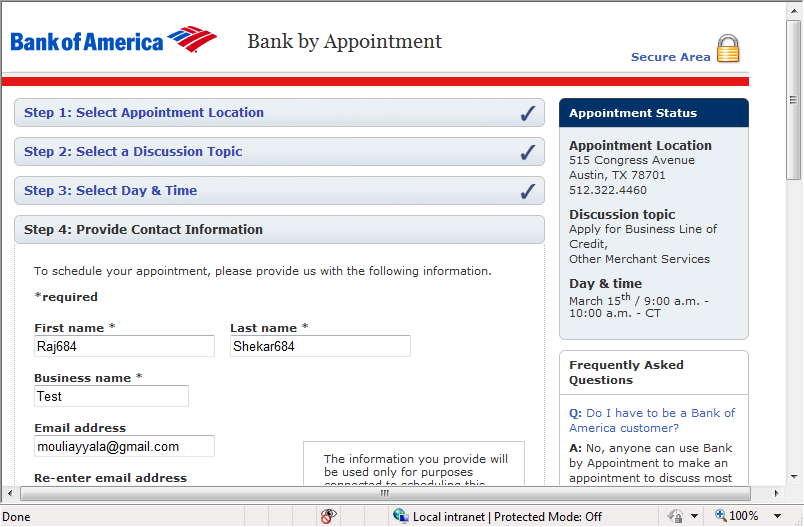 Bank of America
Bank by Appointment
Secure Area
Step 1: Select Appointment Location
Step 2: Select a Discussion Topic
Step 3: Select Day & Time
Step 4: Provide Contact Information
To schedule your appointment, please provide us with the following information.
*required
First name *
Last name *
Raj684
Shekar684
Business name *
Test
Email address
mouliayyala@gmail.com
Re-enter email address
The information you provide will
be used only for purposes
connected to scheduling this
Appointment Status
Appointment Location
515 Congress Avenue
Austin, TX 78701
512.322.4460
Discussion topic
Apply for Business Line of
Credit,
Other Merchant Services
Day & time
March 15th / 9:00 a.m. -
10:00 a.m. - CT
Frequently Asked
Questions
Q: Do I have to be a Bank of
America customer?
A: No, anyone can use Bank
by Appointment to make an
appointment to discuss most
Done
Local intranet | Protected Mode: Off
100%